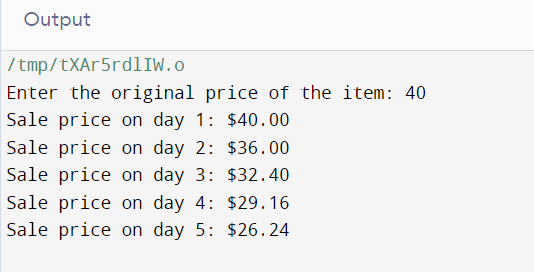 Output
/tmp/tXAr5rdlIW.o
Enter the original price of the item: 40
Sale price on day 1: $40.00
Sale price on day 2: $36.00
Sale price on day 3: $32.40
Sale price on day 4: $29.16
Sale price on day 5: $26.24